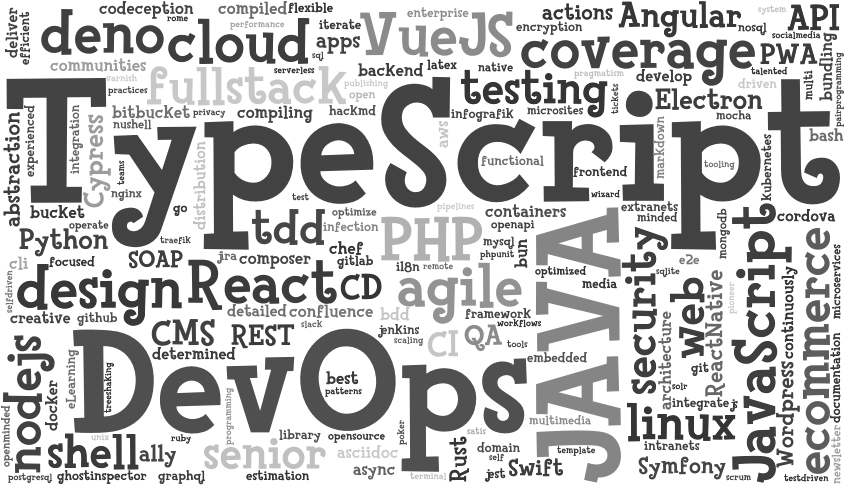 deliver
efficient
codeception
rome
compiled
flexible
performance
iterate
enterprise
encryption
actions
Angular
nosql
system
API
socialmedia
deno
cloud
apps
sql
VueJS
coverage
PWA
talented
multi
bundling
pairprogramming
communities
varnish
practices
fullstack
serverless
publishing
open
backend
latex
native
pragmatism
develop
driven
testing
tickets
Electron
TypeScript
bitbucket
privacy
compiling
hackmd
infografik
microsites
mocha
bash
nushell
abstraction
experienced
integration
Cypress
teams
nginx
distribution
aws
functional
frontend
wizard
markdown
tooling
kubernetes
go
test
bucket
operate
traefik
tdd
optimize
infection
pipelines
containers
openapi
extranets
minded
mongodb
cordova
Python
cli
focused
SOAP
jra
composer
chef
gitlab
PHP
il8n
remote
mysql
phpunit
bun
optimized
media
e2e
sqlite
selfdriven
design
React
CD
agile
JAVA
security
web
ReactNative
pioneer
JavaScript
continuously
ecommerce
microservices
creative
github
detailed
confluence
slack
bdd
jenkins
scaling
framework
workflows
CMS
REST
CI
QA
tools
architecture
git
solr
determined
DevOps
embedded
nodejs
docker
eLearning
treeshaking
best
patterns
programming
integrate
js
Wordpress
documentation
openminded
unix
ruby
library
opensource
poker
satis
multimedia
linux
shell
ally
senior
asciidoc
domain
self
template
intranets
newsletter
postgresql
ghostinspector
graphql
estimation
async
terminal
Rust
jest
Swift
Symfony
scrum
testdriven